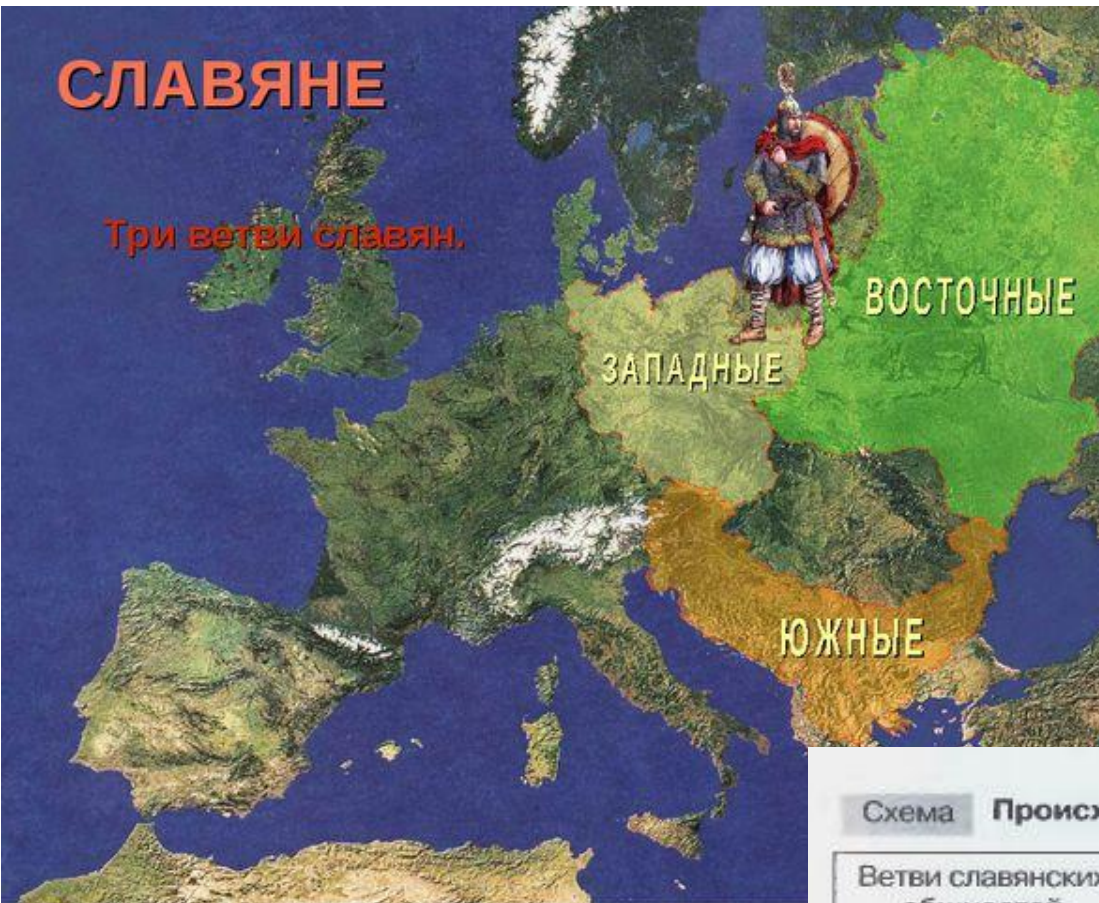 СЛАВЯНЕ
Три ветви славян.
ВОСТОЧНЫЕ
ЗАПАДНЫЕ
ЮЖНЫЕ
Схема
Ветви славянских